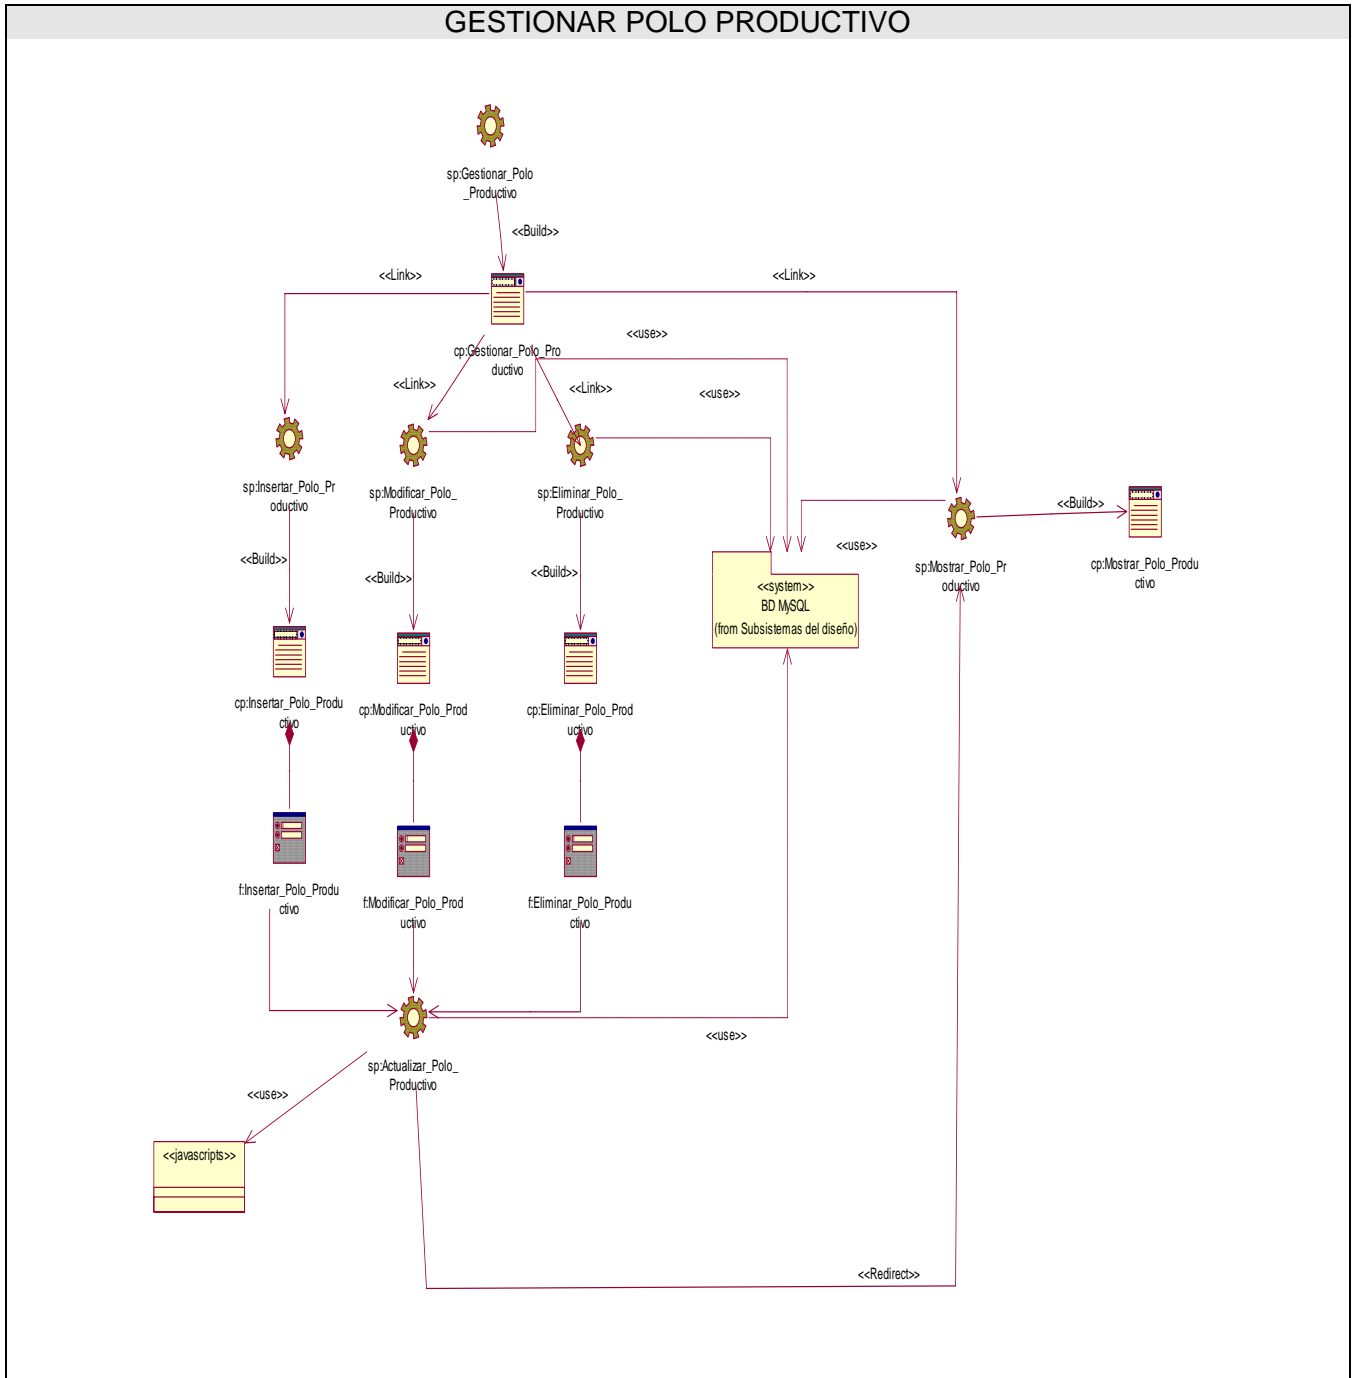 GESTIONAR POLO PRODUCTIVO
sp:Gestionar_Polo
_Productivo
<<Build>>
<<Link>>
<<Link>>
<<use>>
cp:Gestionar_Polo_Pro
ductivo
<<Link>>
<<Link>>
<<use>>
sp:Insertar_Polo_Pr
oductivo
sp:Modificar_Polo_
Productivo
sp:Eliminar_Polo_
Productivo
<<Build>>
<<use>>
sp:Mostrar_Polo_Pr
oductivo
cp:Mostrar_Polo_Produ
ctivo
<<Build>>
<<Build>>
<<Build>>
<<system>>
BD MySQL
(from Subsistemas del diseño)
cp:Insertar_Polo_Produ
ctivo
cp:Modificar_Polo_Prod
uctivo
cp:Eliminar_Polo_Prod
uctivo
f:Insertar_Polo_Produ
ctivo
f:Modificar_Polo_Prod
uctivo
f:Eliminar_Polo_Produ
ctivo
<<use>>
sp:Actualizar_Polo_
Productivo
<<use>>
<<javascripts>>
<<Redirect>>